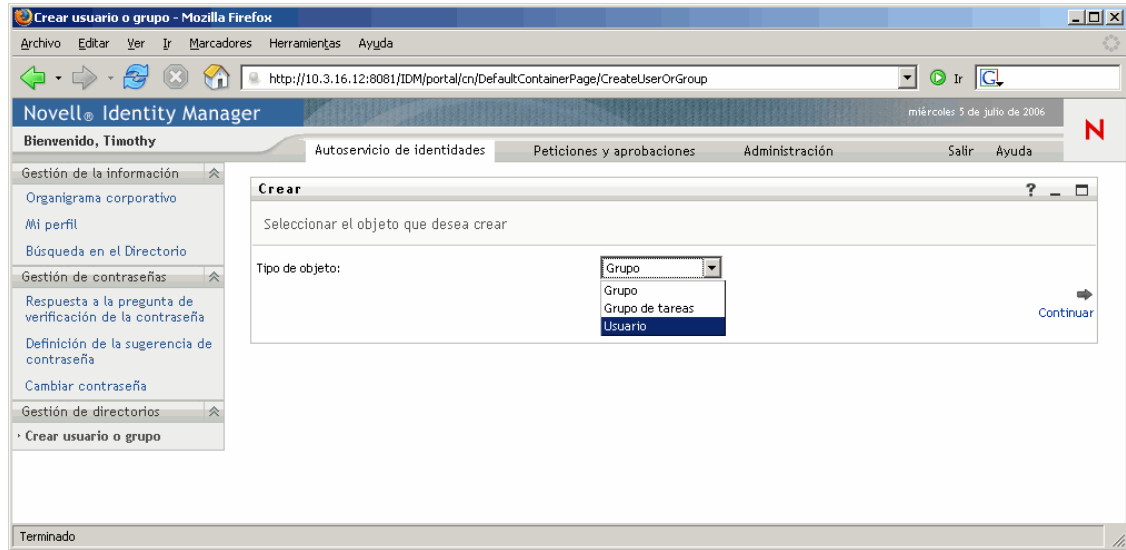 Crear usuario o grupo - Mozilla Firefox
Archivo Editar Ver Ir Marcadores Herramientas Ayuda
http://10.3.16.12:8081/IDM/portal/cn/DefaultContainerPage/CreateUserOrGroup Ir G
Novell® Identity Manager miércoles 5 de julio de 2006
N
Bienvenido, Timothy
Autoservicio de identidades Peticiones y aprobaciones Administración Salir Ayuda
Gestión de la información
Organigrama corporativo
Mi perfil
Búsqueda en el Directorio
Gestión de contraseñas
Respuesta a la pregunta de
verificación de la contraseña
Definición de la sugerencia de
contraseña
Cambiar contraseña
Gestión de directorios
Crear usuario o grupo
Crear ?
Seleccionar el objeto que desea crear
Tipo de objeto: Grupo
Grupo
Grupo de tareas
Usuario
Continuar
Terminado